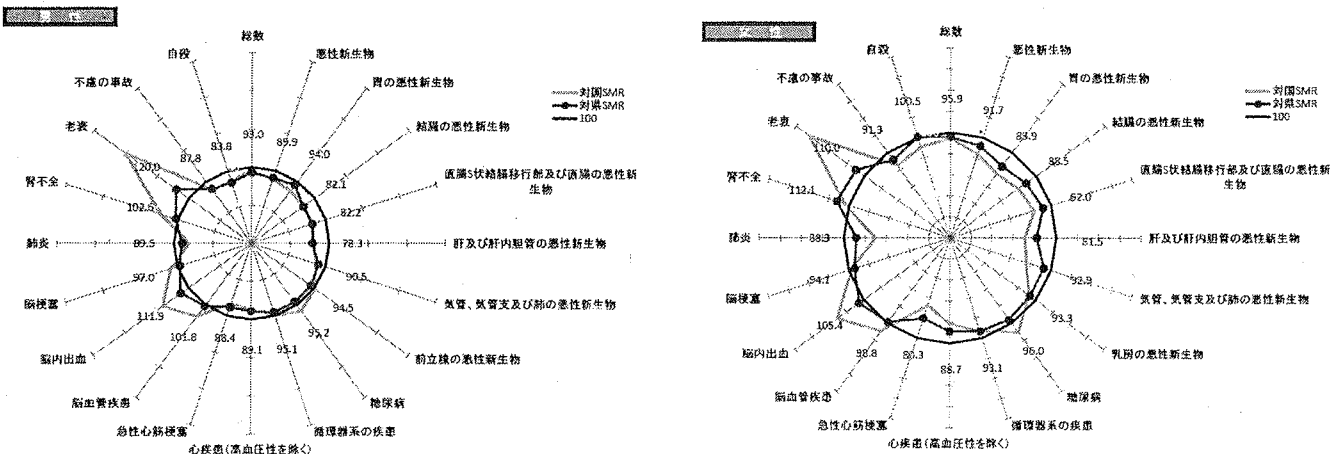 男 性
総数
悪性新生物
胃の悪性新生物
結腸の悪性新生物
直腸S状結腸移行部及び直腸の悪性新
生物
肝及び肝内胆管の悪性新生物
気管、気管支及び肺の悪性新生物
前立腺の悪性新生物
糖尿病
循環器系の疾患
心疾患(高血圧性を除く)
急性心筋梗塞
脳血管疾患
脳内出血
脳梗塞
肺炎
腎不全
老衰
不慮の事故
自殺
対国SMR
対県SMR
100
93.0
89.9
94.0
82.1
82.2
78.3
90.5
94.5
95.2
95.1
89.1
88.4
101.8
111.9
97.0
89.5
102.5
120.0
87.8
83.8
女 性
総数
悪性新生物
胃の悪性新生物
結腸の悪性新生物
直腸S状結腸移行部及び直腸の悪性新
生物
肝及び肝内胆管の悪性新生物
気管、気管支及び肺の悪性新生物
乳房の悪性新生物
糖尿病
循環器系の疾患
心疾患(高血圧性を除く)
急性心筋梗塞
脳血管疾患
脳内出血
脳梗塞
肺炎
腎不全
老衰
不慮の事故
自殺
対国SMR
対県SMR
100
95.9
91.7
83.9
88.5
81.5
92.9
93.3
96.0
93.1
88.7
98.8
105.4
94.1
88.3
112.1
110.0
91.3
100.5